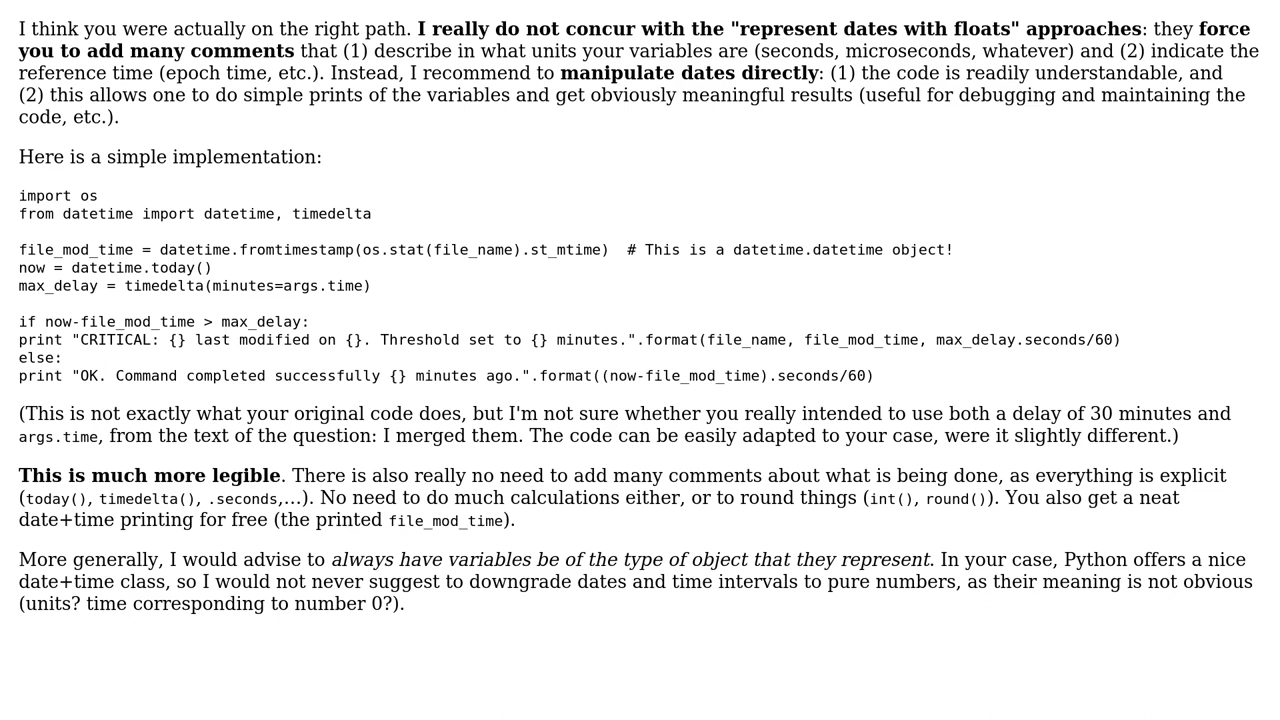 I think you were actually on the right path. I really do not concur with the "represent dates with floats" approaches: they force
you to add many comments that (1) describe in what units your variables are (seconds, microseconds, whatever) and (2) indicate the
reference time (epoch time, etc.). Instead, I recommend to manipulate dates directly: (1) the code is readily understandable, and
(2) this allows one to do simple prints of the variables and get obviously meaningful results (useful for debugging and maintaining the
code, etc.).
Here is a simple implementation:
import os
from datetime import datetime, timedelta
file_mod_time = datetime.fromtimestamp(os.stat(file_name).st_mtime)  # This is a datetime.datetime object!
now = datetime.today()
max_delay = timedelta(minutes=args.time)
if now-file_mod_time > max_delay:
print "CRITICAL: {} last modified on {}. Threshold set to {} minutes.".format(file_name, file_mod_time, max_delay.seconds/60)
else:
print "OK. Command completed successfully {} minutes ago.".format((now-file_mod_time).seconds/60)
(This is not exactly what your original code does, but I'm not sure whether you really intended to use both a delay of 30 minutes and
args.time, from the text of the question: I merged them. The code can be easily adapted to your case, were it slightly different.)
This is much more legible. There is also really no need to add many comments about what is being done, as everything is explicit
(today(), timedelta(), .seconds,…). No need to do much calculations either, or to round things (int(), round()). You also get a neat
date+time printing for free (the printed file_mod_time).
More generally, I would advise to always have variables be of the type of object that they represent. In your case, Python offers a nice
date+time class, so I would not never suggest to downgrade dates and time intervals to pure numbers, as their meaning is not obvious
(units? time corresponding to number 0?).